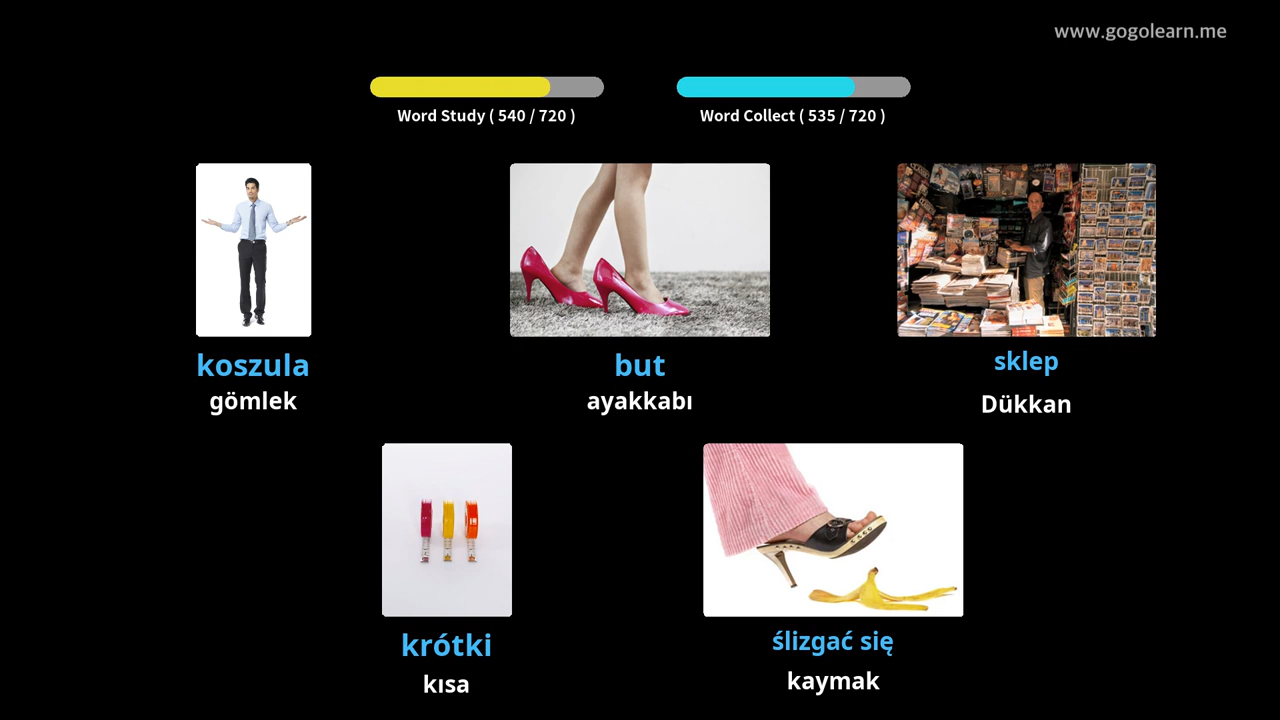 www.gogolearn.me
Word Study ( 540 / 720 )
Word Collect ( 535 / 720 )
koszula
gömlek
but
ayakkabı
sklep
Dükkan
krótki
kısa
ślizgać się
kaymak